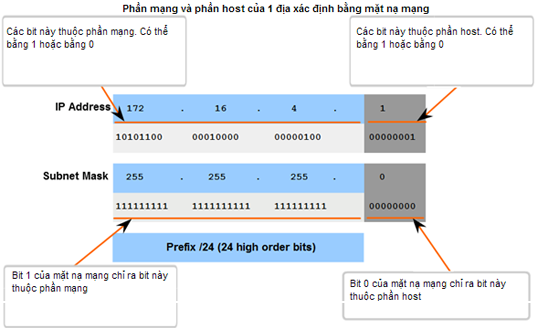 Phần mạng và phần host của 1 địa xác định bằng mặt nạ mạng
Các bit này thuộc phần mạng. Có thể
bằng 1 hoặc bằng 0
Các bit này thuộc phần host. Có thể
bằng 1 hoặc bằng 0
IP Address 172 . 16 . 4 . 1
10101100 00010000 00000100 00000001
Subnet Mask 255 . 255 . 255 . 0
111111111 1111111111 111111111 00000000
Prefix /24 (24 high order bits)
Bit 1 của mặt nạ mạng chỉ ra bit này
thuộc phần mạng
Bit 0 của mặt nạ mạng chỉ ra bit này
thuộc phần host